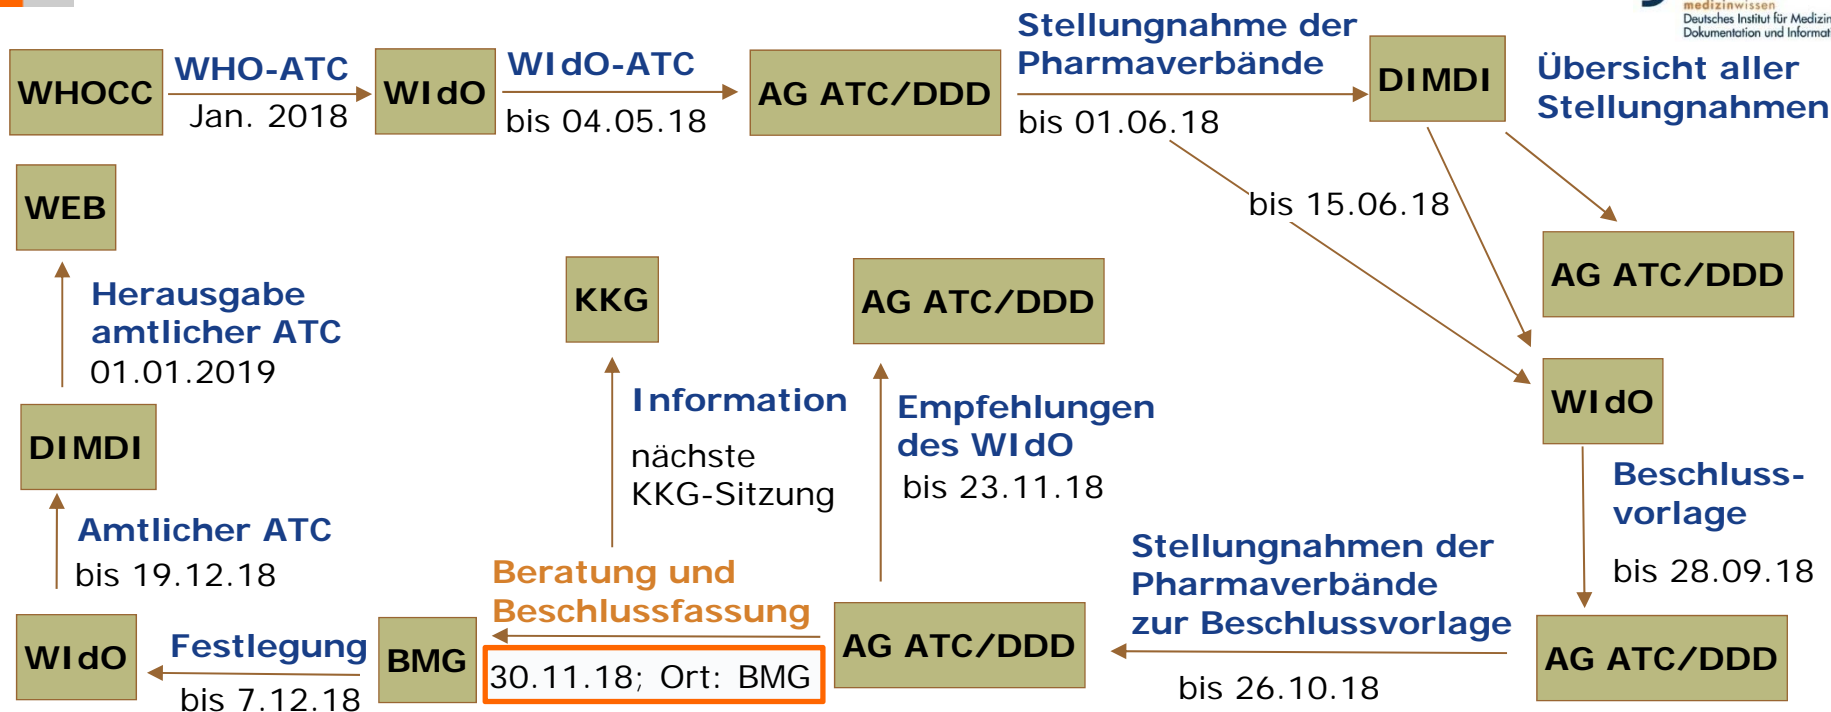 medizinwissen
Deutsches Institut für Medizin
Dokumentation und Informat
WHOCC
WHO-ATC
Jan. 2018
WIdO
WIdO-ATC
bis 04.05.18
AG ATC/DDD
Stellungnahme der
Pharmaverbände
bis 01.06.18
DIMDI
Übersicht aller
Stellungnahmen
bis 15.06.18
AG ATC/DDD
WIdO
Beschluss-
vorlage
bis 28.09.18
AG ATC/DDD
Stellungnahmen der
Pharmaverbände
zur Beschlussvorlage
bis 26.10.18
AG ATC/DDD
Empfehlungen
des WIdO
bis 23.11.18
AG ATC/DDD
Beratung und
Beschlussfassung
30.11.18; Ort: BMG
Information
nächste
KKG-Sitzung
KKG
BMG
Festlegung
bis 7.12.18
WIdO
Amtlicher ATC
bis 19.12.18
DIMDI
Herausgabe
amtlicher ATC
01.01.2019
WEB